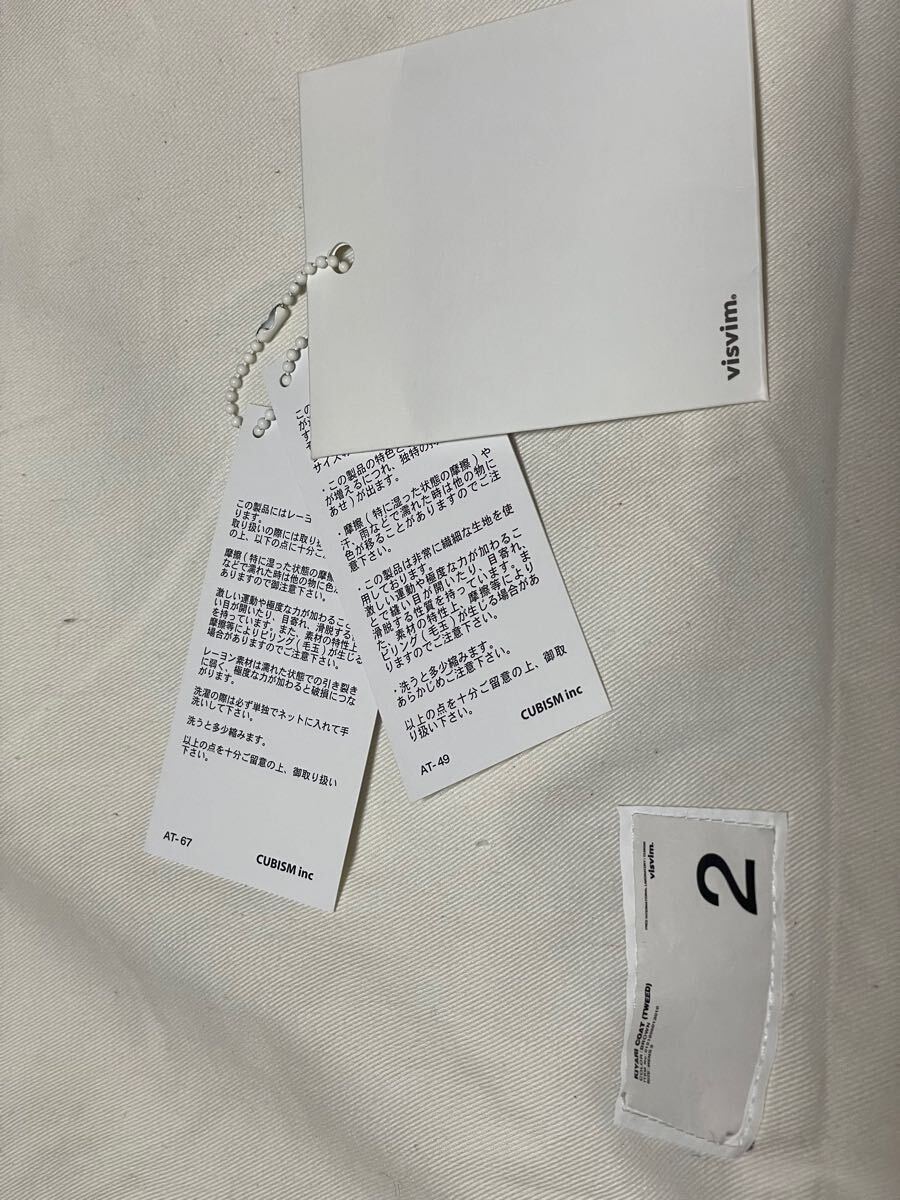 visvim.
この
が
す
サイズ
・この製品の特色と
が増えるにつれ、独特の
あせ)が出ます。
・摩擦(特に湿った状態の摩擦)や
汗、雨などで濡れた時は他の物に
色が移ることがありますのでご注
意下さい。
・この製品は非常に繊細な生地を使
用しております。
激しい運動や極度な力が加わるこ
とで縫い目が開いたり、目寄れ、
滑脱する性質を持っています。ま
た、素材の特性上、摩擦等により
ピリング(毛玉)が生じる場合があ
りますのでご注意下さい。
・洗うと多少縮みます。
あらかじめご注意下さい。
以上の点を十分ご留意の上、御取
り扱い下さい。
AT-49
CUBISM inc
この製品にはレーヨ
ります。
取り扱いの際には取り
の上、以下の点に十分ご
摩擦(特に湿った状態の摩
などで濡れた時は他の物に色
ありますので御注意下さい。
激しい運動や極度な力が加わるこ
い目が開いたり、目寄れ、滑脱する
を持っています。また、素材の特性上
摩擦等によりピリング(毛玉)が生じる
場合がありますのでご注意下さい。
レーヨン素材は濡れた状態での引き裂き
に弱く、極度な力が加わると破損につな
がります。
洗濯の際は必ず単独でネットに入れて手
洗いして下さい。
洗うと多少縮みます。
以上の点を十分ご留意の上、御取り扱い
下さい。
AT-67
CUBISM inc
visvim.
2
KIYARI COAT (TWEED)
COLOR : BROWN